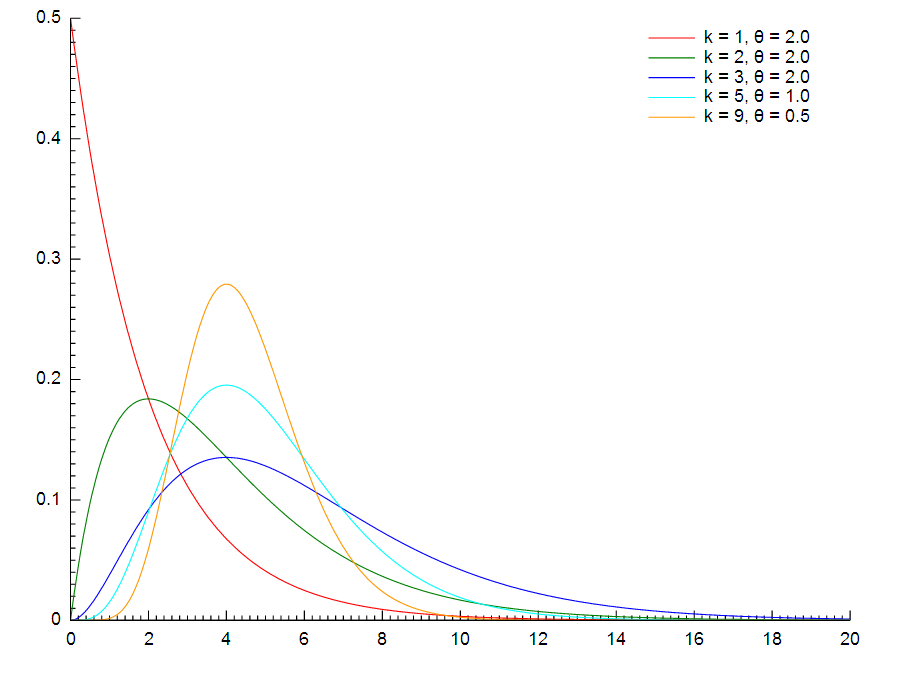 0.5
k = 1, θ = 2.0
k = 2, θ = 2.0
k = 3, θ = 2.0
k = 5, θ = 1.0
k = 9, θ = 0.5
0.4
0.3
0.2
0.1
0
0 2 4 6 8 10 12 14 16 18 20